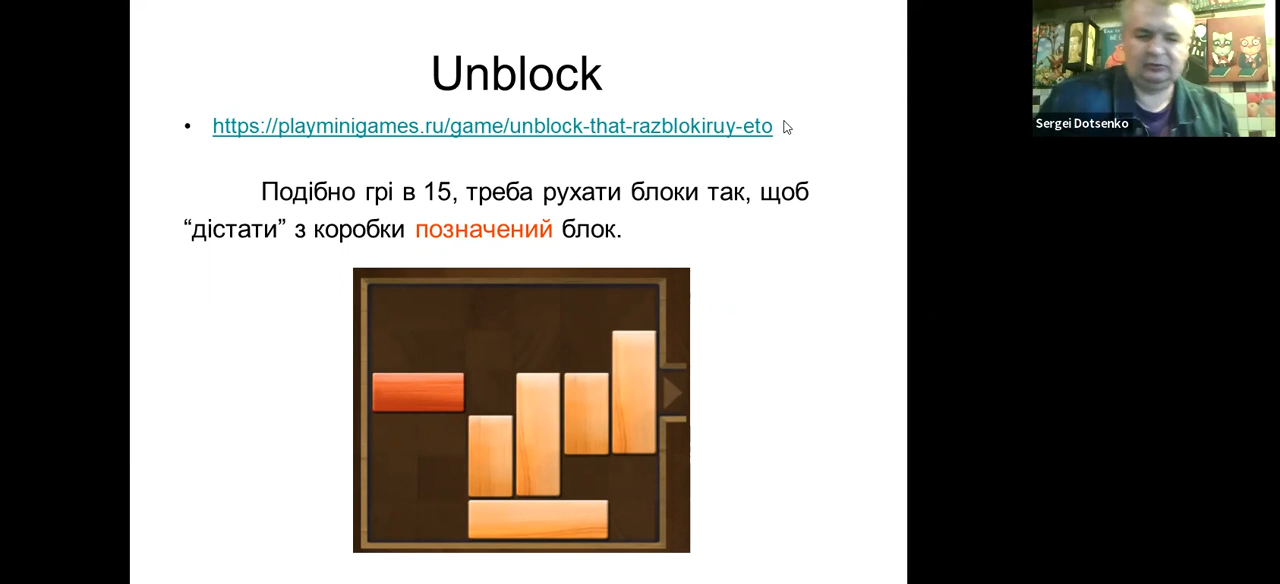 Unblock
• https://playminigames.ru/game/unblock-that-razblokiruy-eto
Подібно грі в 15, треба рухати блоки так, щоб
“дістати” з коробки позначений блок.
Sergei Dotsenko